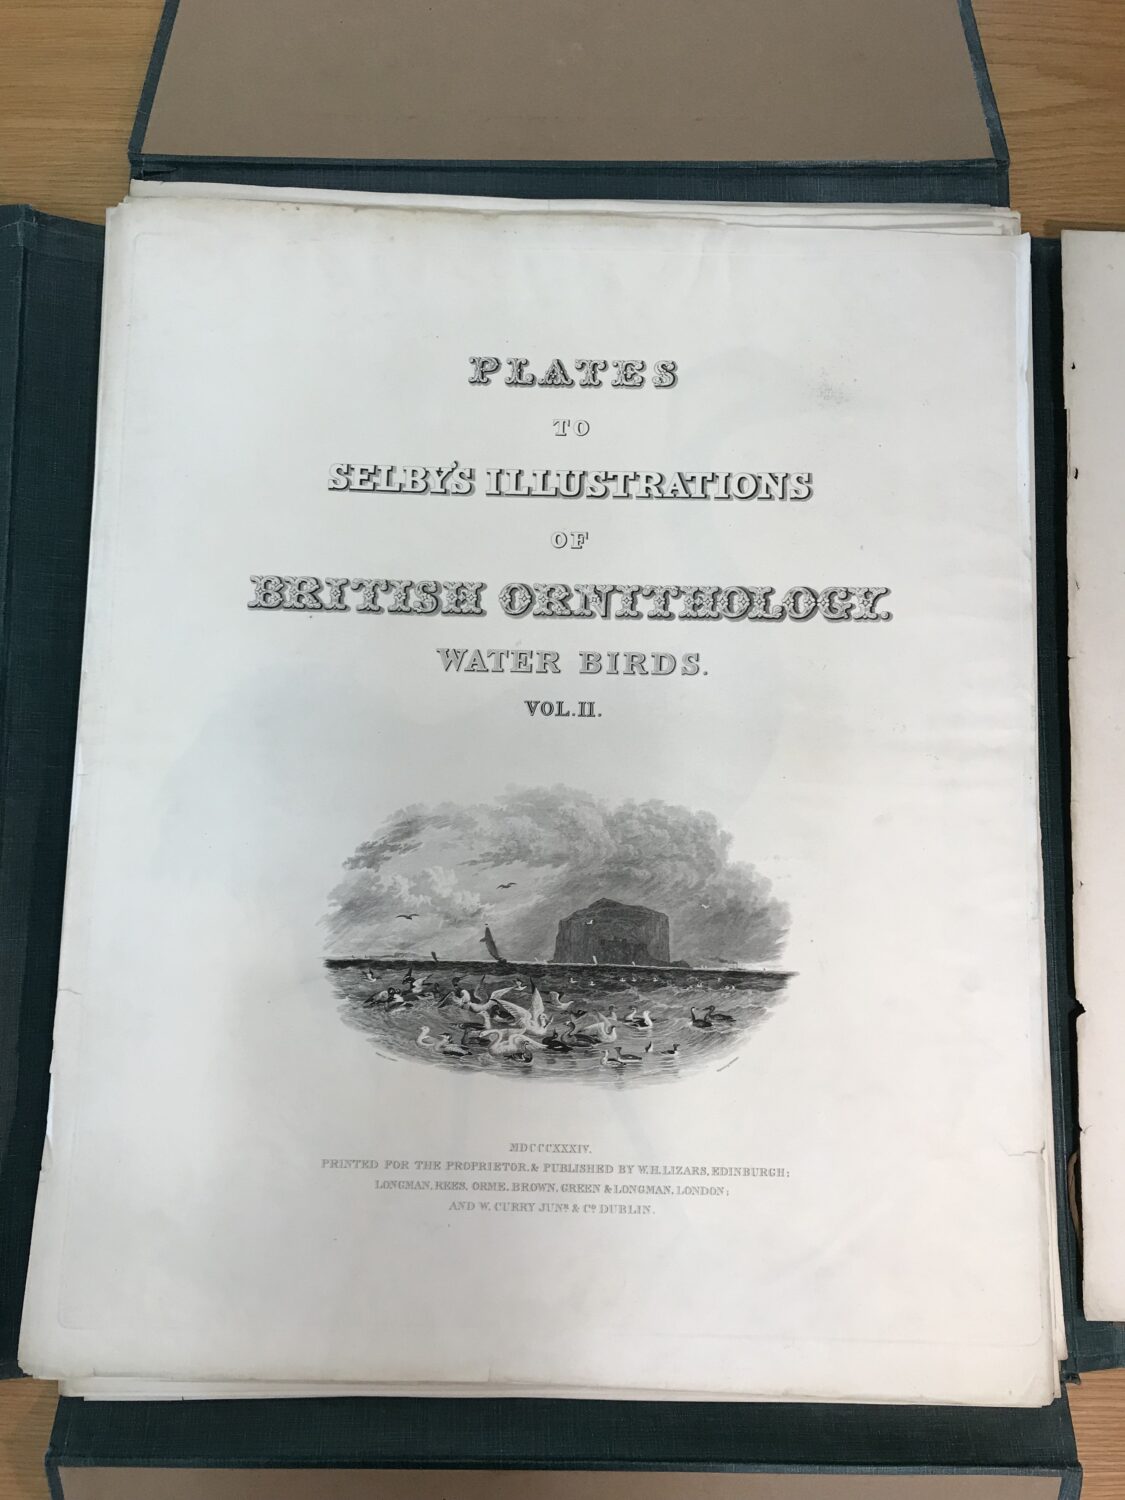 PLATES
TO
SELBY'S ILLUSTRATIONS
OF
BRITISH ORNITHOLOGY.
WATER BIRDS.
VOL.II.
MDCCCXXXIV.
PRINTED FOR THE PROPRIETOR, & PUBLISHED BY W.H. LIZARS, EDINBURGH;
LONGMAN, REES, ORME, BROWN, GREEN & LONGMAN, LONDON;
AND W. CURRY JUNR & CO DUBLIN.